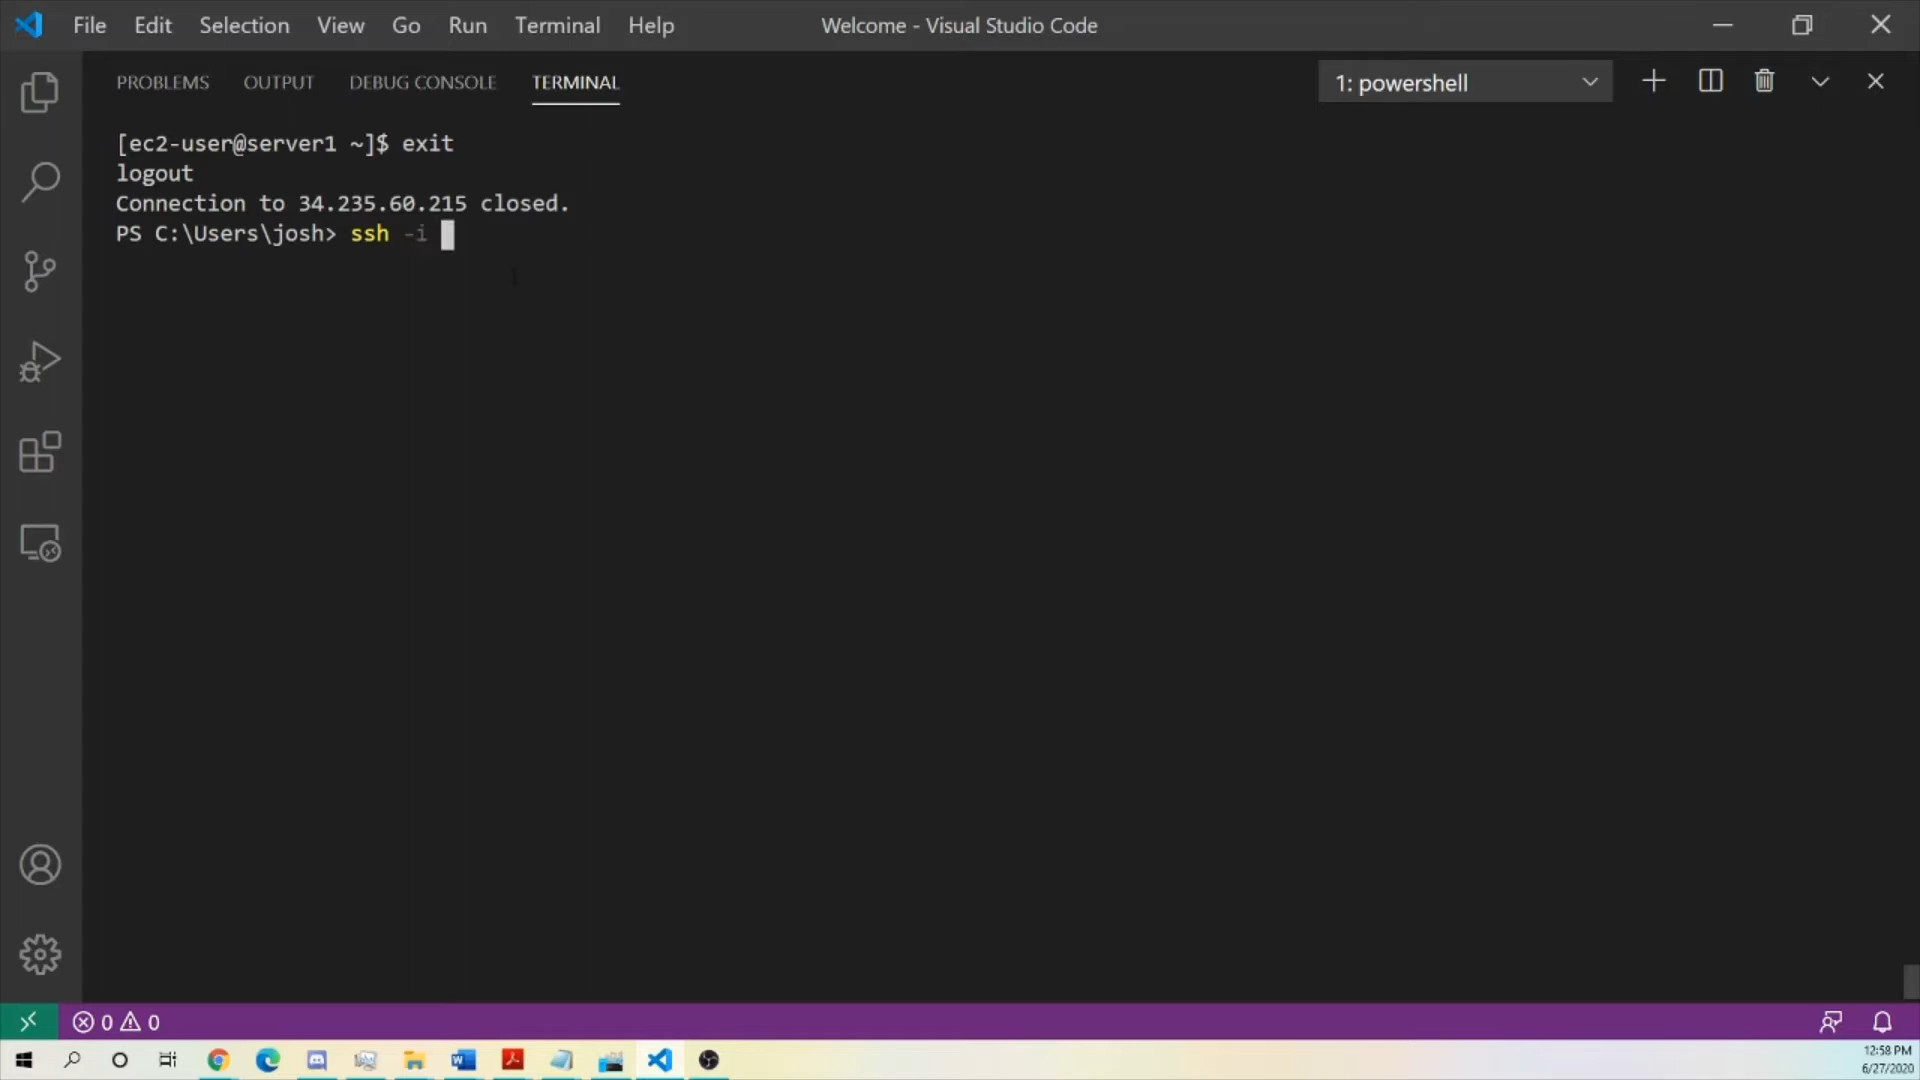 File Edit Selection View Go Run Terminal Help Welcome - Visual Studio Code
PROBLEMS OUTPUT DEBUG CONSOLE TERMINAL 1: powershell
[ec2-user@server1 ~]$ exit
logout
Connection to 34.235.60.215 closed.
PS C:\Users\josh> ssh -i
0 0
12:58 PM
6/27/2020